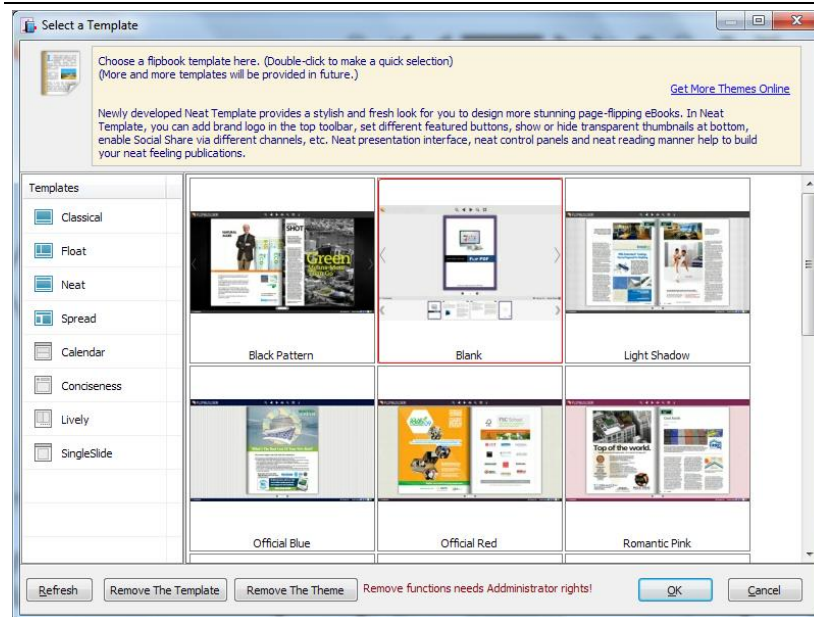 Select a Template
Choose a flipbook template here. (Double-click to make a quick selection)
(More and more templates will be provided in future.)
Get More Themes Online
Newly developed Neat Template provides a stylish and fresh look for you to design more stunning page-flipping eBooks. In Neat
Template, you can add brand logo in the top toolbar, set different featured buttons, show or hide transparent thumbnails at bottom,
enable Social Share via different channels, etc. Neat presentation interface, neat control panels and neat reading manner help to build
your neat feeling publications.
Templates
Classical
Float
Neat
Spread
Calendar
Conciseness
Lively
SingleSlide
NATURAL
SHOT
Green
FLIP PDF
Black Pattern
Blank
Light Shadow
Top of the world.
Official Blue
Official Red
Romantic Pink
Refresh
Remove The Template
Remove The Theme
Remove functions needs Addministrator rights!
OK
Cancel